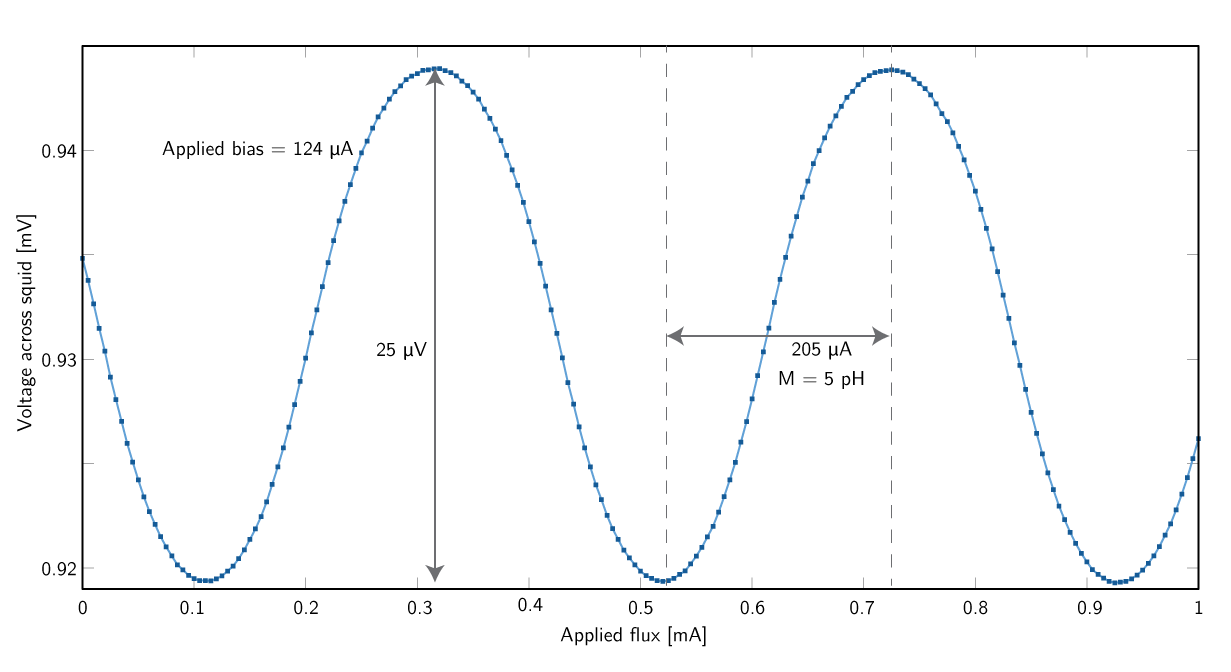 Applied bias = 124 μA
0.94
0.93
0.92
Voltage across squid [mV]
25 μV
205 μA
M = 5 pH
0
0.1
0.2
0.3
0.4
0.5
0.6
0.7
0.8
0.9
1
Applied flux [mA]